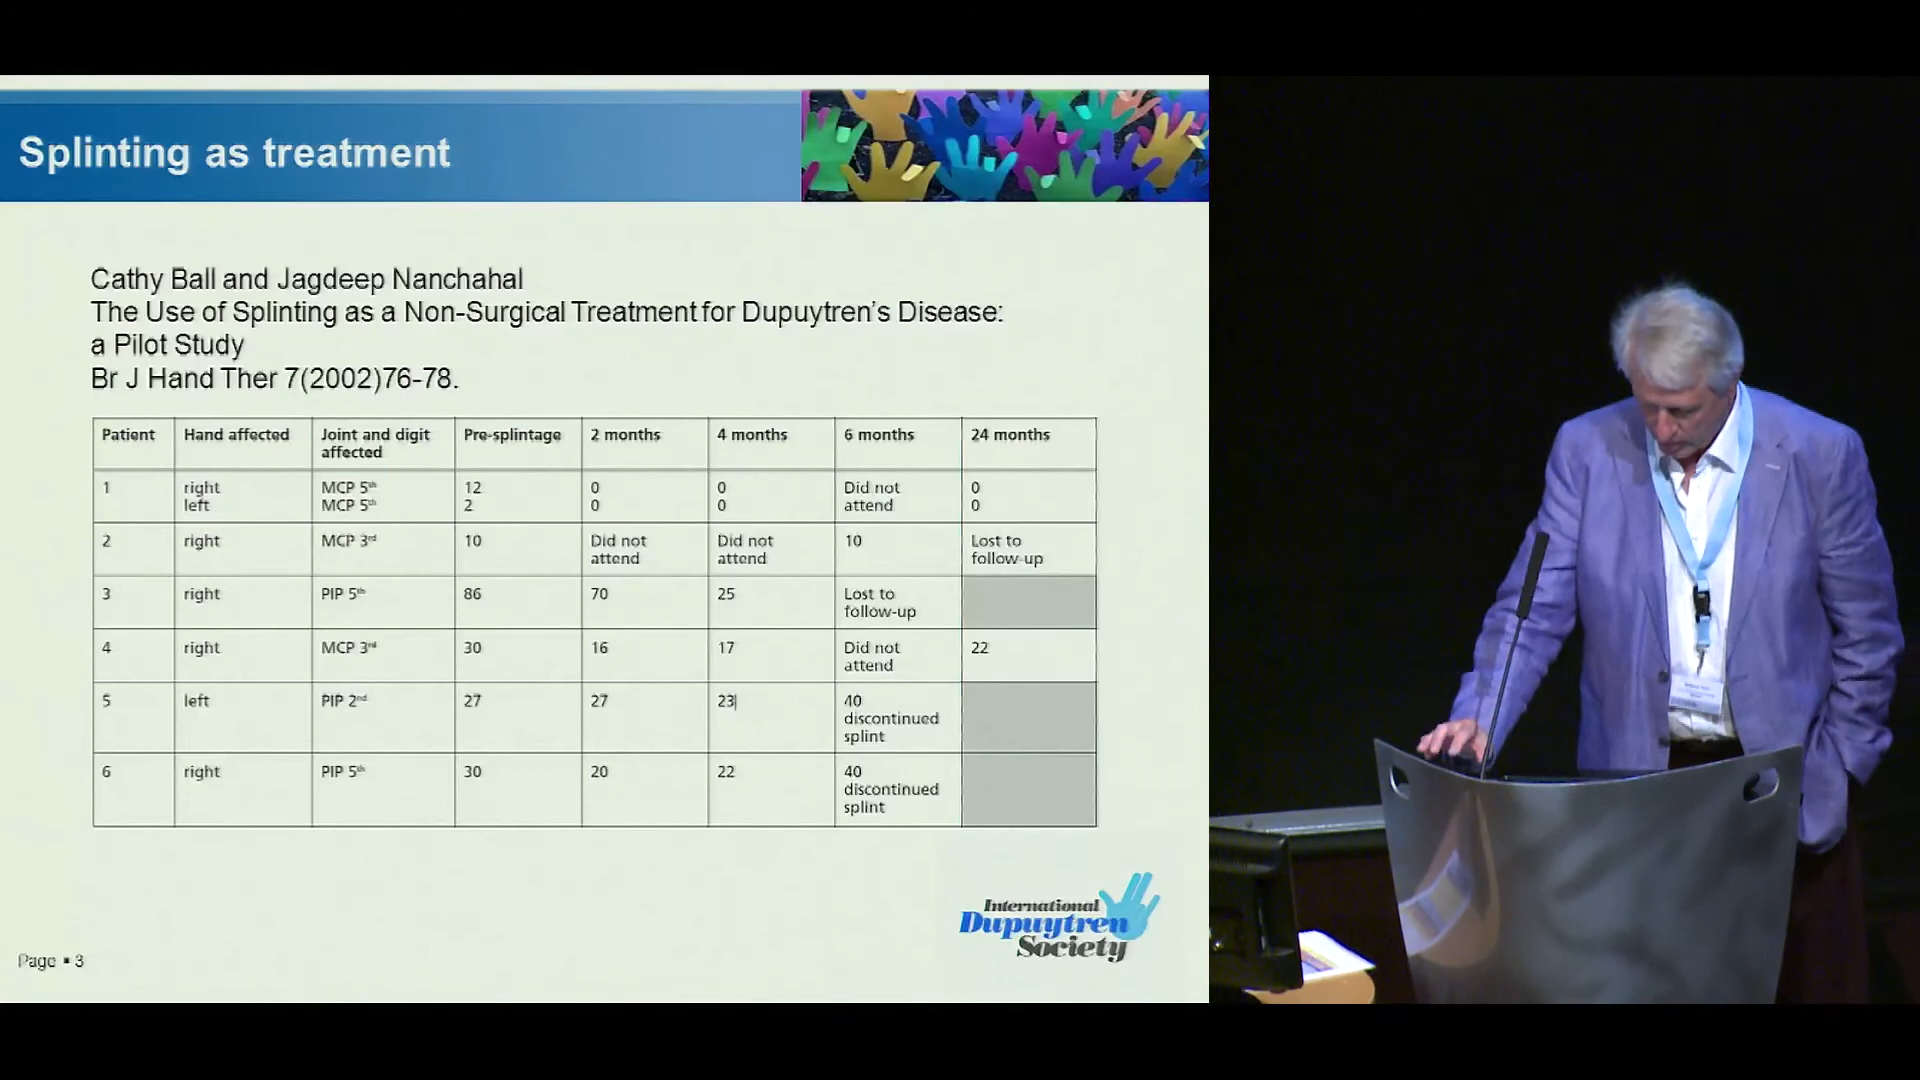 Splinting as treatment
Cathy Ball and Jagdeep Nanchahal
The Use of Splinting as a Non-Surgical Treatment for Dupuytren’s Disease:
a Pilot Study
Br J Hand Ther 7(2002)76-78.
Patient Hand affected Joint and digit affected Pre-splintage 2 months 4 months 6 months 24 months
1 right MCP 5th 12 0 0 Did not attend 0
left MCP 5th 2 0 0 0
2 right MCP 3rd 10 Did not attend Did not attend 10 Lost to follow-up
3 right PIP 5th 86 70 25 Lost to follow-up
4 right MCP 3rd 30 16 17 Did not attend 22
5 left PIP 2nd 27 27 23 40 discontinued splint
6 right PIP 5th 30 20 22 40 discontinued splint
International
Dupuytren
Society
Page ▪ 3